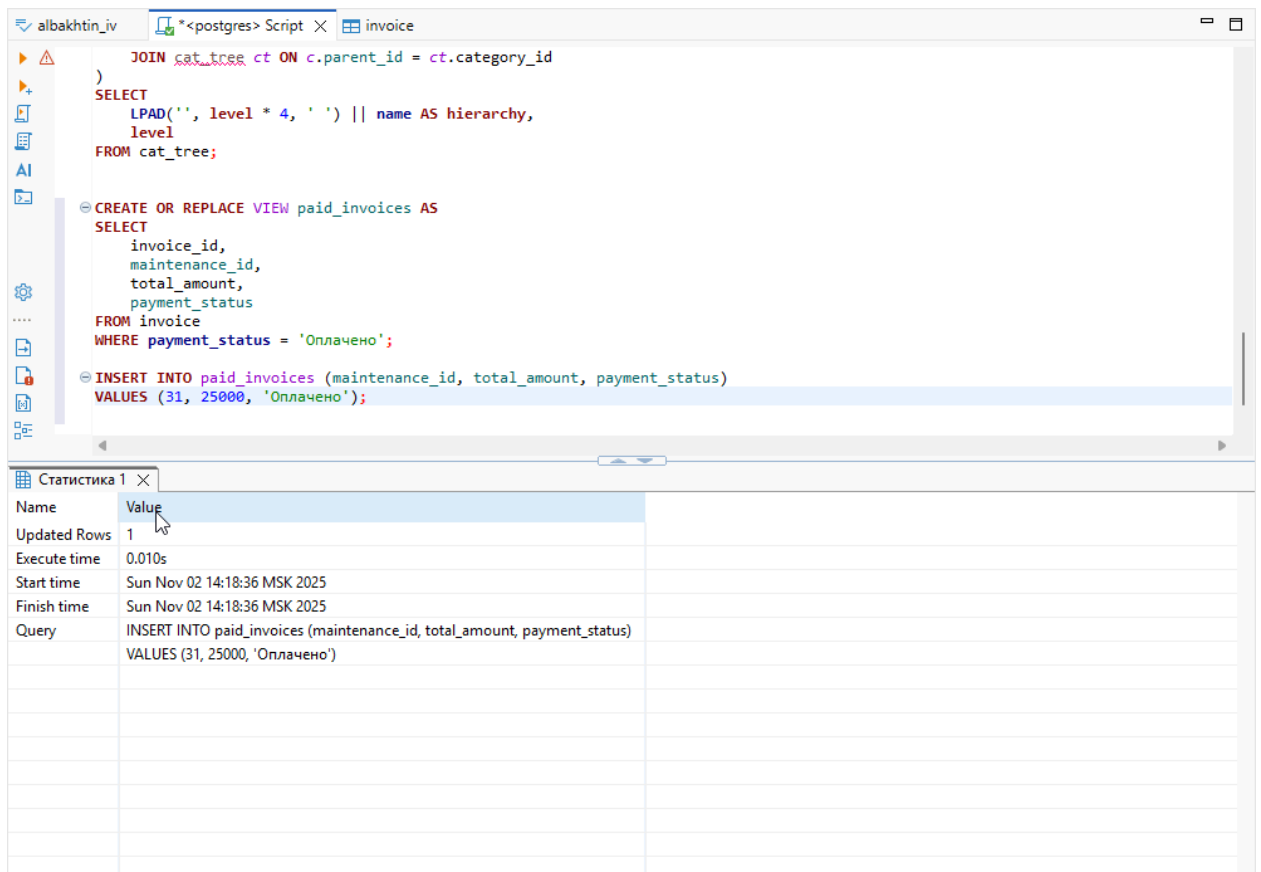 albakhtin_iv
*<postgres> Script
invoice
JOIN cat_tree ct ON c.parent_id = ct.category_id
)
SELECT
LPAD('', level * 4, ' ') || name AS hierarchy,
level
FROM cat_tree;
AI
CREATE OR REPLACE VIEW paid_invoices AS
SELECT
invoice_id,
maintenance_id,
total_amount,
payment_status
FROM invoice
WHERE payment_status = 'Оплачено';
INSERT INTO paid_invoices (maintenance_id, total_amount, payment_status)
VALUES (31, 25000, 'Оплачено');
Статистика 1
Name Value
Updated Rows 1
Execute time 0.010s
Start time Sun Nov 02 14:18:36 MSK 2025
Finish time Sun Nov 02 14:18:36 MSK 2025
Query INSERT INTO paid_invoices (maintenance_id, total_amount, payment_status)
VALUES (31, 25000, 'Оплачено')